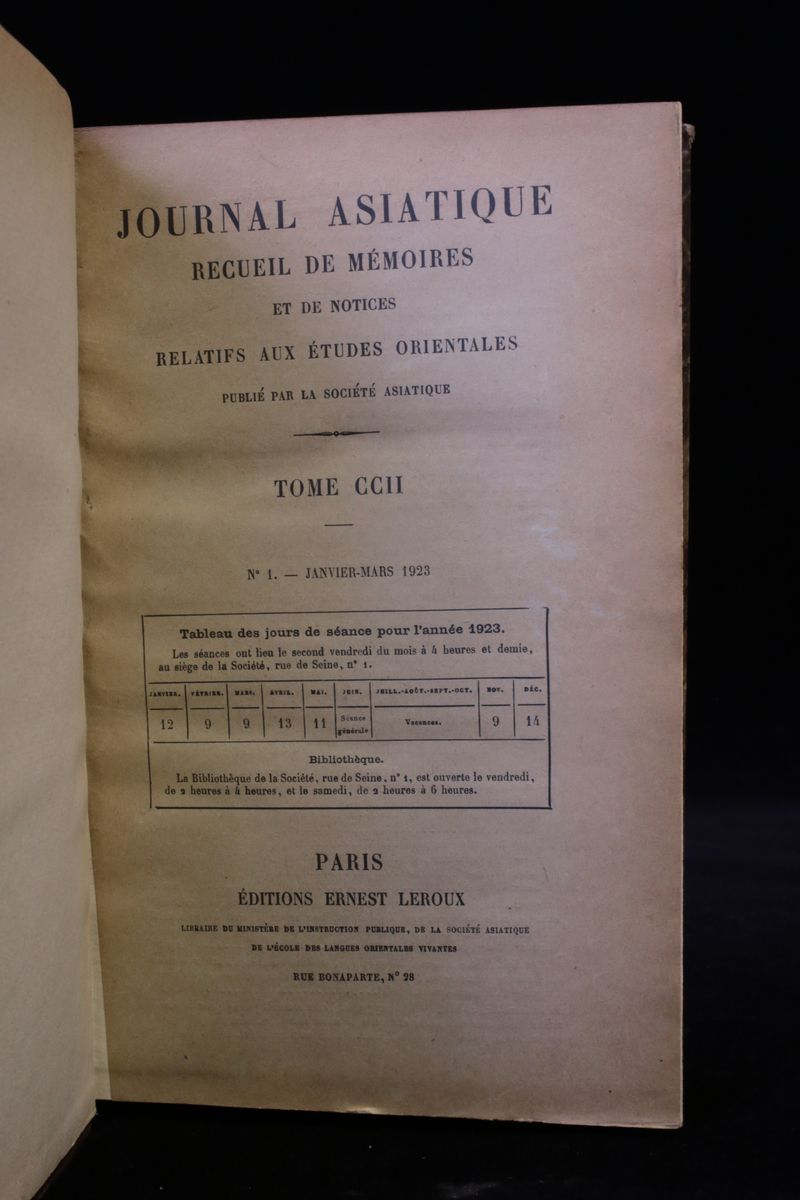 JOURNAL ASIATIQUE
RECUEIL DE MÉMOIRES
ET DE NOTICES
RELATIFS AUX ÉTUDES ORIENTALES
PUBLIÉ PAR LA SOCIÉTÉ ASIATIQUE
TOME CCII
N° 1. — JANVIER-MARS 1923
Tableau des jours de séance pour l'année 1923.
Les séances ont lieu le second vendredi du mois à 4 heures et demie,
au siège de la Société, rue de Seine, n° 1.
JANVIER. FÉVRIER. MARS. AVRIL. MAI. JUIN. JUILL.-AOÛT.-SEPT.-OCT. NOV. DÉC.
12 9 9 13 11 Séance générale Vacances. 9 14
Bibliothèque.
La Bibliothèque de la Société, rue de Seine, n° 1, est ouverte le vendredi,
de 2 heures à 4 heures, et le samedi, de 2 heures à 6 heures.
PARIS
ÉDITIONS ERNEST LEROUX
LIBRAIRE DU MINISTÈRE DE L'INSTRUCTION PUBLIQUE, DE LA SOCIÉTÉ ASIATIQUE
DE L'ÉCOLE DES LANGUES ORIENTALES VIVANTES
RUE BONAPARTE, N° 28